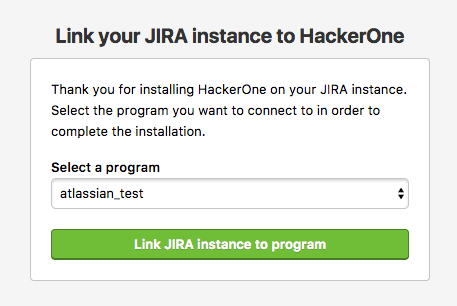 Link your JIRA instance to HackerOne
Thank you for installing HackerOne on your JIRA instance.
Select the program you want to connect to in order to
complete the installation.
Select a program
atlassian_test
Link JIRA instance to program